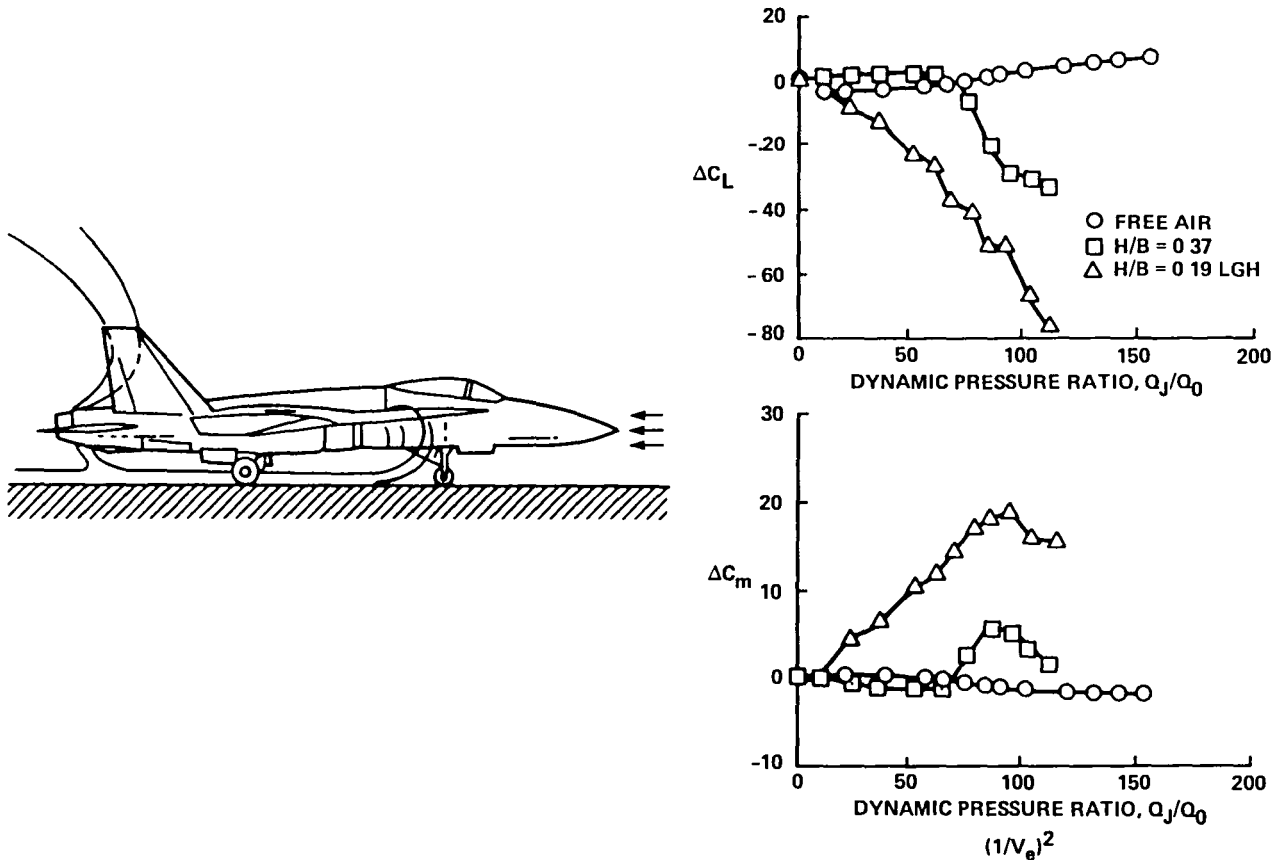 20
0
-.20
-.40
-.60
-.80
ΔCL
○ FREE AIR
□ H/B = 0 37
△ H/B = 0 19 LGH
0
50
100
150
200
DYNAMIC PRESSURE RATIO, QJ/Q0
30
20
10
0
-10
ΔCm
0
50
100
150
200
DYNAMIC PRESSURE RATIO, QJ/Q0
(1/Ve)2